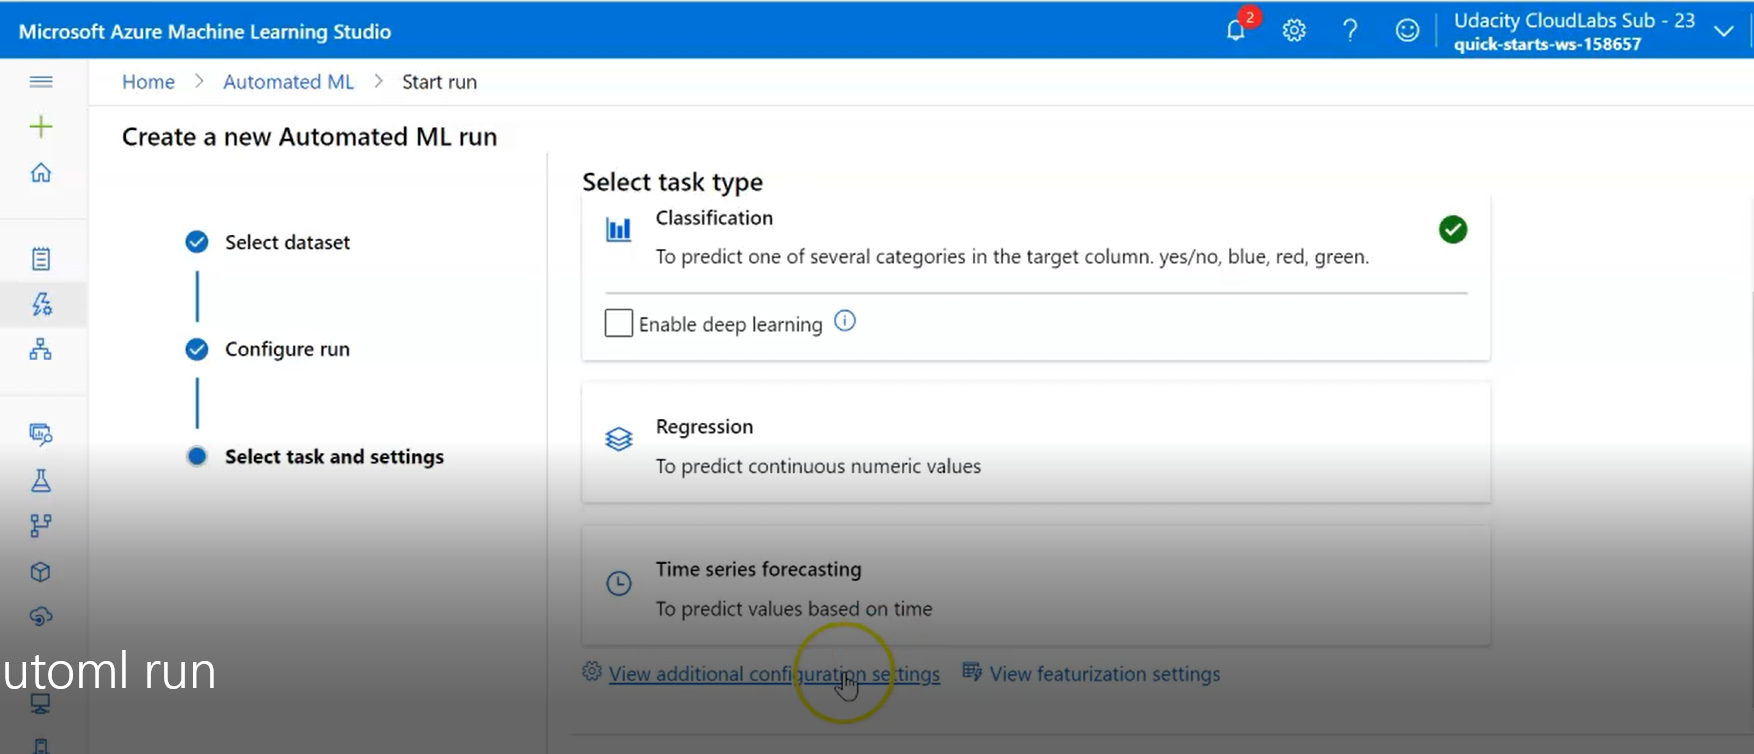 Microsoft Azure Machine Learning Studio
2
Udacity CloudLabs Sub - 23
quick-starts-ws-158657
Home > Automated ML > Start run
Create a new Automated ML run
Select dataset
Configure run
Select task and settings
Select task type
Classification
To predict one of several categories in the target column. yes/no, blue, red, green.
Enable deep learning
Regression
To predict continuous numeric values
Time series forecasting
To predict values based on time
View additional configuration settings
View featurization settings
utoml run